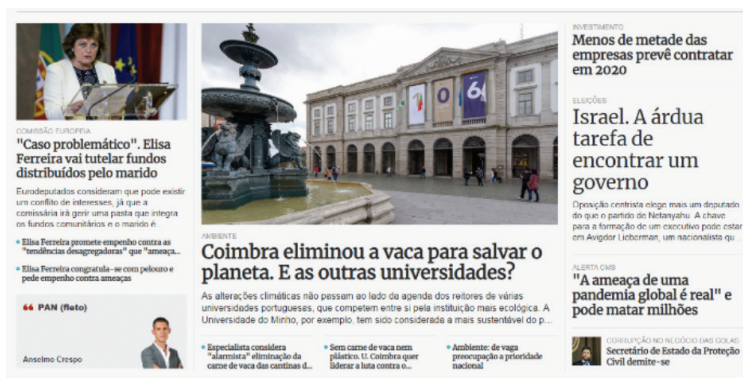 COMISSÃO EUROPEIA
"Caso problemático". Elisa
Ferreira vai tutelar fundos
distribuídos pelo marido
Eurodeputados consideram que pode existir
um conflito de interesses, já que a
comissária irá gerir uma pasta que integra
os fundos comunitários e o marido é
Elisa Ferreira promete empenho contra as
"tendências desagregadoras" que "ameaça...
Elisa Ferreira congratula-se com pelouro e
pede empenho contra ameaças
PAN (fleto)
Anselmo Crespo
AMBIENTE
Coimbra eliminou a vaca para salvar o
planeta. E as outras universidades?
As alterações climáticas não passam ao lado da agenda dos reitores de várias
universidades portuguesas, que competem entre si pela instituição mais ecológica. A
Universidade do Minho, por exemplo, tem sido considerada a mais sustentável do p...
Especialista considera
"alarmista" eliminação da
carne de vaca das cantinas d...
Sem carne de vaca nem
plástico. U. Coimbra quer
liderar a luta contra o...
Ambiente: de vaga
preocupação a prioridade
nacional
INVESTIMENTO
Menos de metade das
empresas prevê contratar
em 2020
ELEIÇÕES
Israel. A árdua
tarefa de
encontrar um
governo
Oposição centrista elege mais um deputado
do que o partido de Netanyahu. A chave
para a formação de um executivo pode estar
em Avigdor Lieberman, um nacionalista qu...
ALERTA OMS
"A ameaça de uma
pandemia global é real" e
pode matar milhões
CORRUPÇÃO NO NEGÓCIO DAS GOLAS
Secretário de Estado da Proteção
Civil demite-se